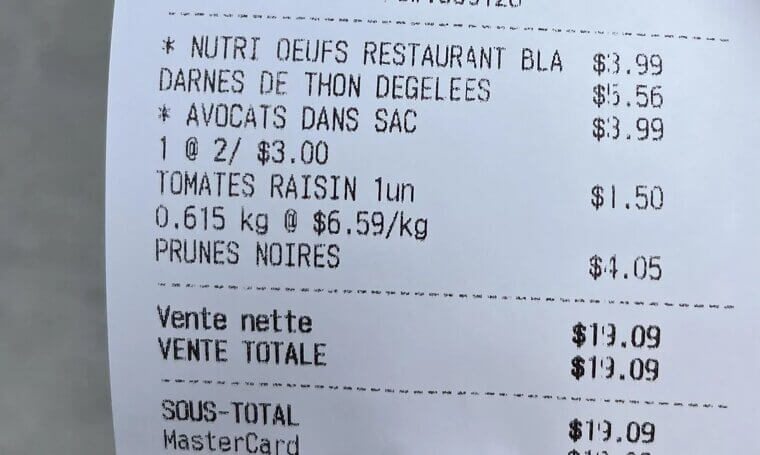 * NUTRI OEUFS RESTAURANT BLA $3.99
DARNES DE THON DEGELEES $5.56
* AVOCATS DANS SAC $3.99
1 @ 2/ $3.00
TOMATES RAISIN 1un $1.50
0.615 kg @ $6.59/kg
PRUNES NOIRES $4.05
Vente nette $19.09
VENTE TOTALE $19.09
SOUS-TOTAL $19.09
MasterCard